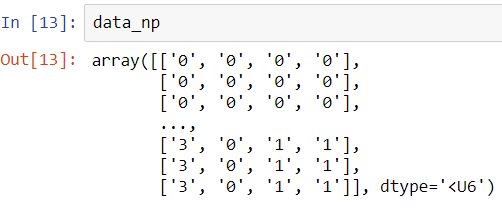 In [13]: data_np
Out[13]: array([['0', '0', '0', '0'],
['0', '0', '0', '0'],
['0', '0', '0', '0'],
...,
['3', '0', '1', '1'],
['3', '0', '1', '1'],
['3', '0', '1', '1']], dtype='<U6')